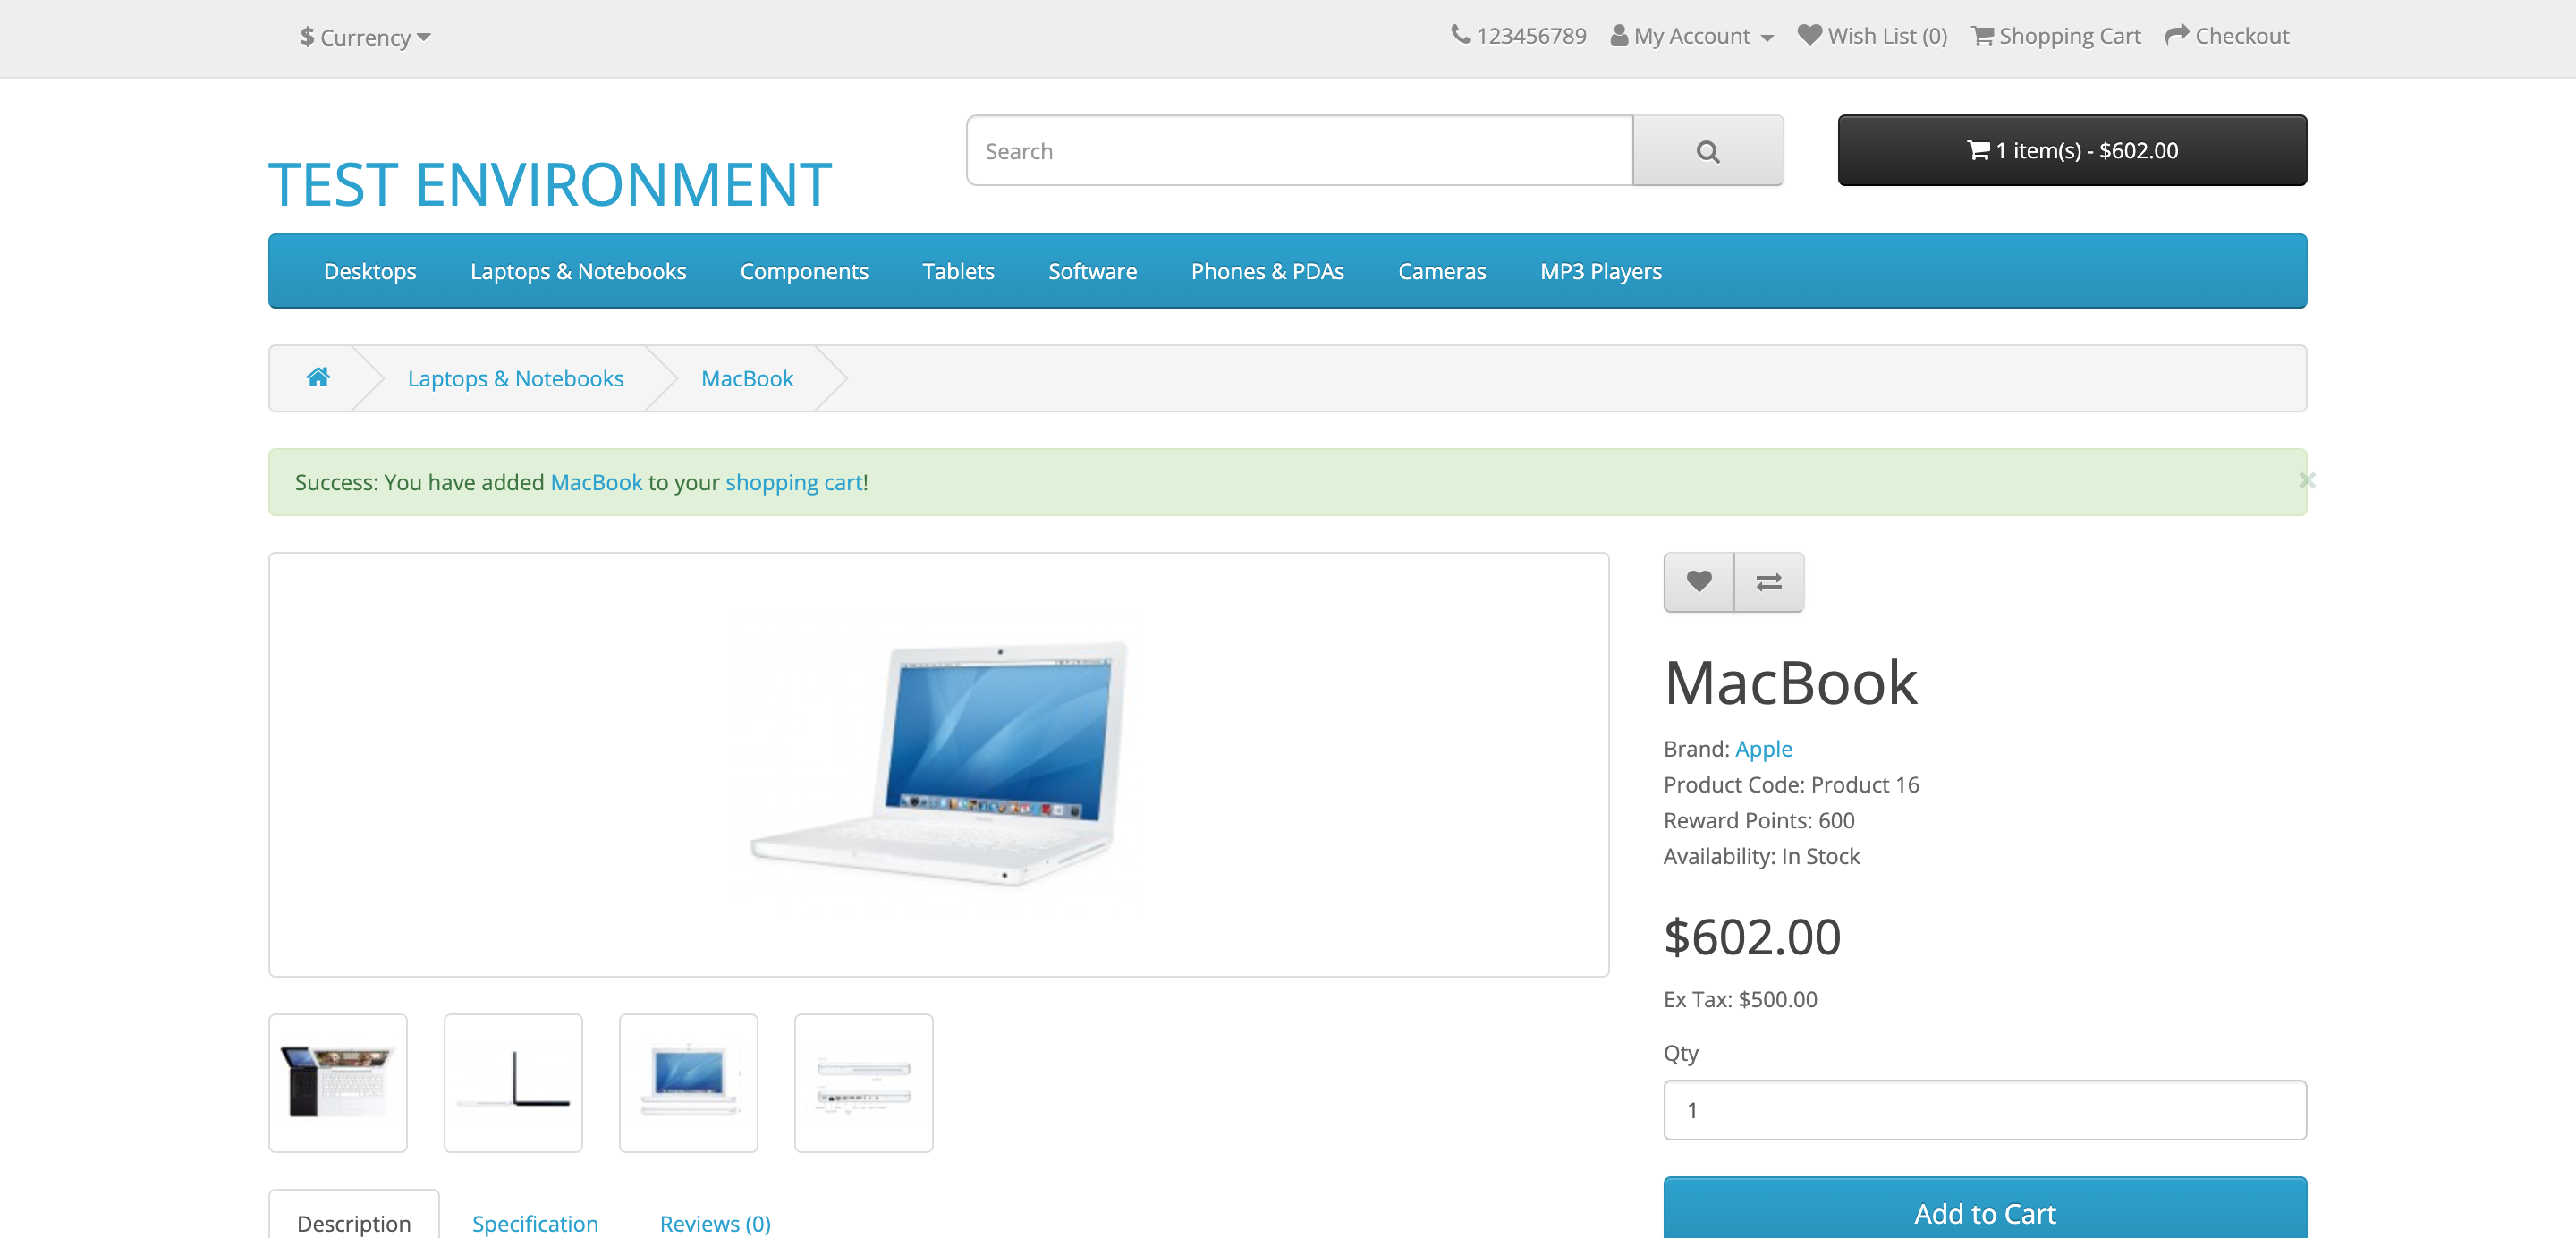 $ Currency
123456789 My Account Wish List (0) Shopping Cart Checkout
Search
1 item(s) - $602.00
TEST ENVIRONMENT
Desktops Laptops & Notebooks Components Tablets Software Phones & PDAs Cameras MP3 Players
Laptops & Notebooks MacBook
Success: You have added MacBook to your shopping cart!
MacBook
Brand: Apple
Product Code: Product 16
Reward Points: 600
Availability: In Stock
$602.00
Ex Tax: $500.00
Qty
1
Add to Cart
Description Specification Reviews (0)